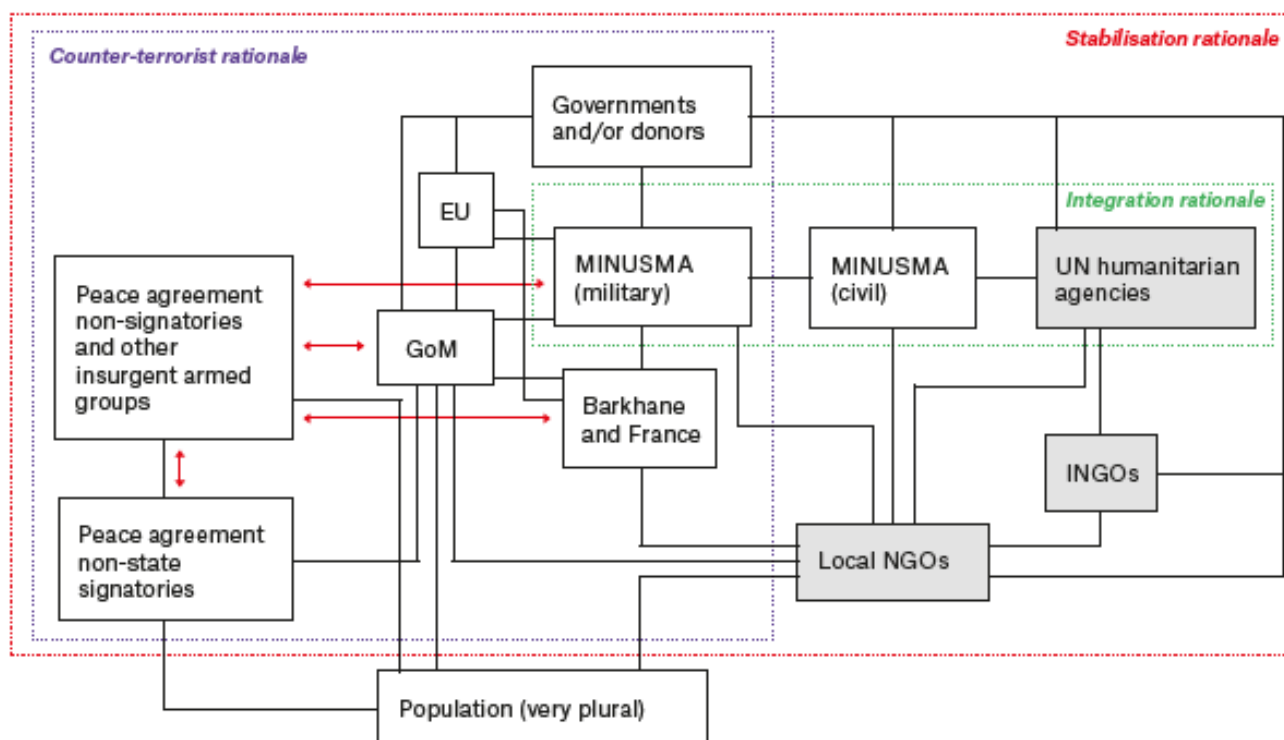 Counter-terrorist rationale
Stabilisation rationale
Governments
and/or donors
EU
Integration rationale
MINUSMA
(military)
MINUSMA
(civil)
UN humanitarian
agencies
Peace agreement
non-signatories
and other
insurgent armed
groups
GoM
Barkhane
and France
INGOs
Peace agreement
non-state
signatories
Local NGOs
Population (very plural)